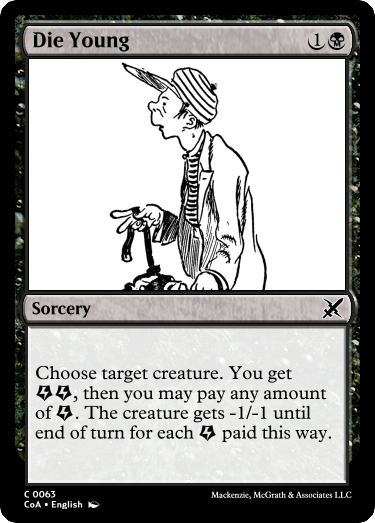 Die Young
1
Sorcery
Choose target creature. You get
, then you may pay any amount
of . The creature gets -1/-1 until
end of turn for each paid this way.
C 0063
CoA • English
Mackenzie, McGrath & Associates LLC